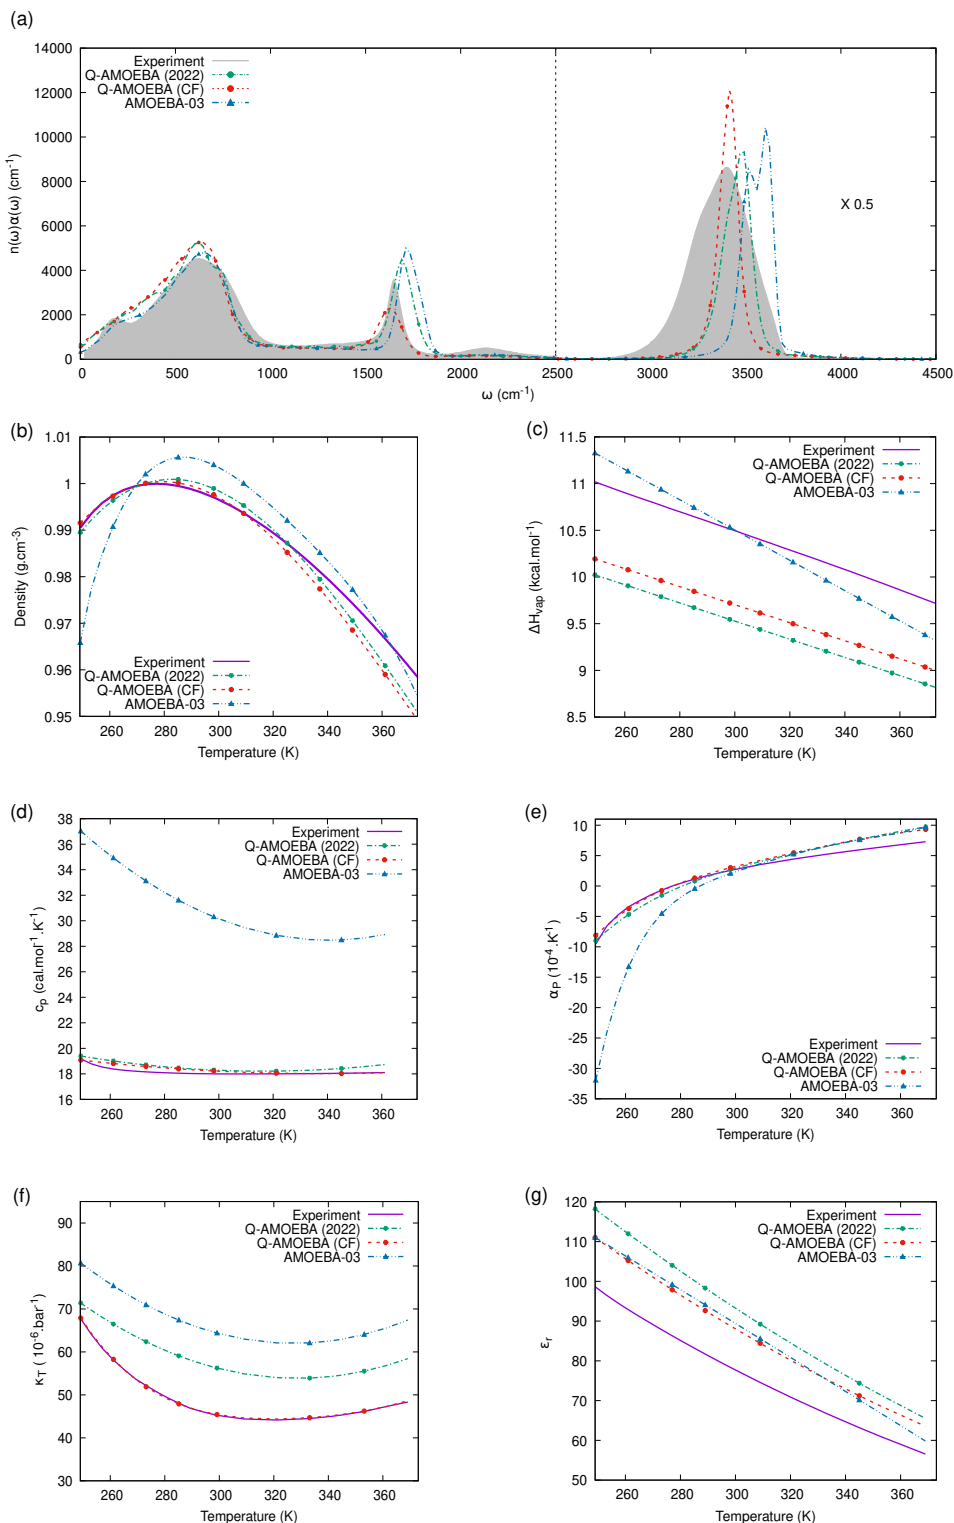 (a)
14000
12000
10000
8000
6000
4000
2000
0
n(ω)α(ω) (cm-1)
Experiment
Q-AMOEBA (2022)
Q-AMOEBA (CF)
AMOEBA-03
X 0.5
0 500 1000 1500 2000 2500 3000 3500 4000 4500
ω (cm-1)
(b)
1.01
1
0.99
0.98
0.97
0.96
0.95
Density (g.cm-3)
Experiment
Q-AMOEBA (2022)
Q-AMOEBA (CF)
AMOEBA-03
260 280 300 320 340 360
Temperature (K)
(c)
11.5
11
10.5
10
9.5
9
8.5
ΔHvap (kcal.mol-1)
Experiment
Q-AMOEBA (2022)
Q-AMOEBA (CF)
AMOEBA-03
260 280 300 320 340 360
Temperature (K)
(d)
38
36
34
32
30
28
26
24
22
20
18
16
cp (cal.mol-1.K-1)
Experiment
Q-AMOEBA (2022)
Q-AMOEBA (CF)
AMOEBA-03
260 280 300 320 340 360
Temperature (K)
(e)
10
5
0
-5
-10
-15
-20
-25
-30
-35
αP (10-4.K-1)
Experiment
Q-AMOEBA (2022)
Q-AMOEBA (CF)
AMOEBA-03
260 280 300 320 340 360
Temperature (K)
(f)
90
80
70
60
50
40
30
κT ( 10-6.bar-1)
Experiment
Q-AMOEBA (2022)
Q-AMOEBA (CF)
AMOEBA-03
260 280 300 320 340 360
Temperature (K)
(g)
120
110
100
90
80
70
60
50
εr
Experiment
Q-AMOEBA (2022)
Q-AMOEBA (CF)
AMOEBA-03
260 280 300 320 340 360
Temperature (K)